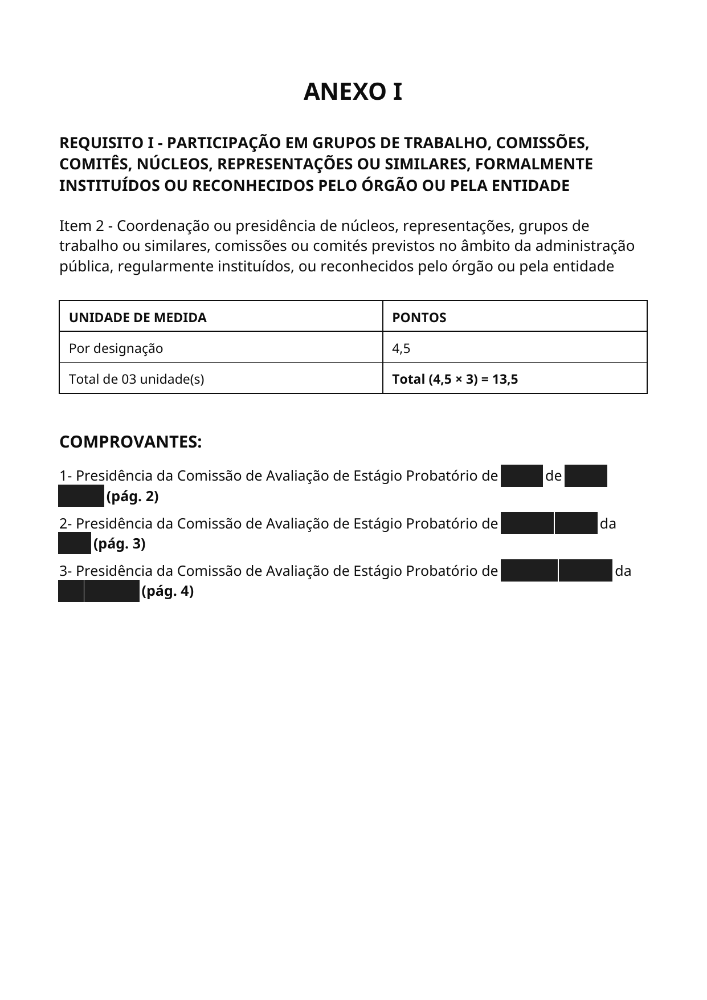 ANEXO I
REQUISITO I - PARTICIPAÇÃO EM GRUPOS DE TRABALHO, COMISSÕES,
COMITÊS, NÚCLEOS, REPRESENTAÇÕES OU SIMILARES, FORMALMENTE
INSTITUÍDOS OU RECONHECIDOS PELO ÓRGÃO OU PELA ENTIDADE
Item 2 - Coordenação ou presidência de núcleos, representações, grupos de
trabalho ou similares, comissões ou comités previstos no âmbito da administração
pública, regularmente instituídos, ou reconhecidos pelo órgão ou pela entidade
UNIDADE DE MEDIDA PONTOS
Por designação 4,5
Total de 03 unidade(s) Total (4,5 × 3) = 13,5
COMPROVANTES:
1- Presidência da Comissão de Avaliação de Estágio Probatório de de
(pág. 2)
2- Presidência da Comissão de Avaliação de Estágio Probatório de da
(pág. 3)
3- Presidência da Comissão de Avaliação de Estágio Probatório de da
(pág. 4)